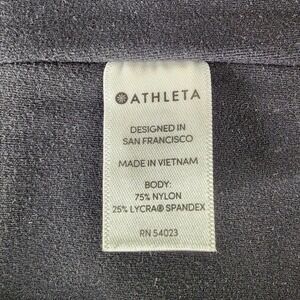 ATHLETA
DESIGNED IN
SAN FRANCISCO
MADE IN VIETNAM
BODY:
75% NYLON
25% LYCRA® SPANDEX
RN 54023